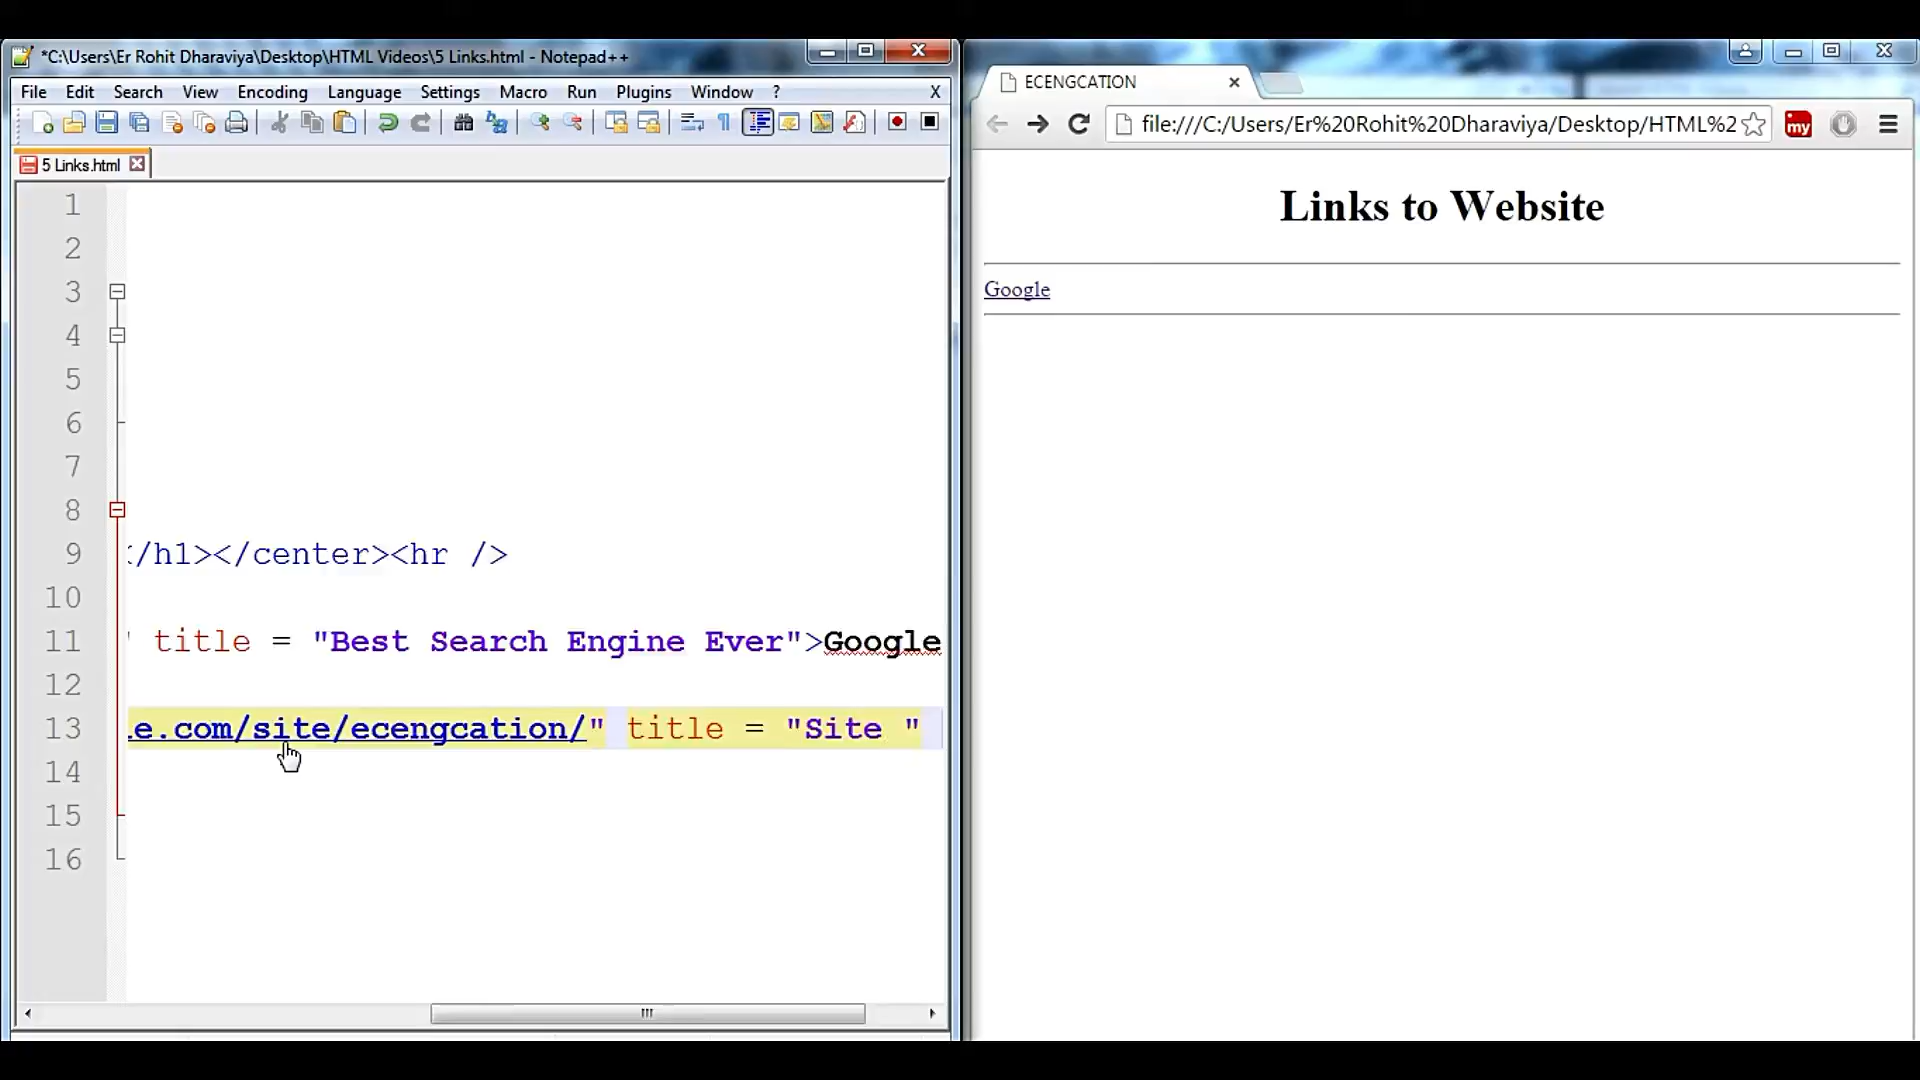 *C:\Users\Er Rohit Dharaviya\Desktop\HTML Videos\5 Links.html - Notepad++
File Edit Search View Encoding Language Settings Macro Run Plugins Window ? X
5 Links.html
1
2
3
4
5
6
7
8
9 /h1></center><hr />
10
11 " title = "Best Search Engine Ever">Google
12
13 e.com/site/ecengcation/" title = "Site "
14
15
16
ECENGCATION
file:///C:/Users/Er%20Rohit%20Dharaviya/Desktop/HTML%2
my
Links to Website
Google